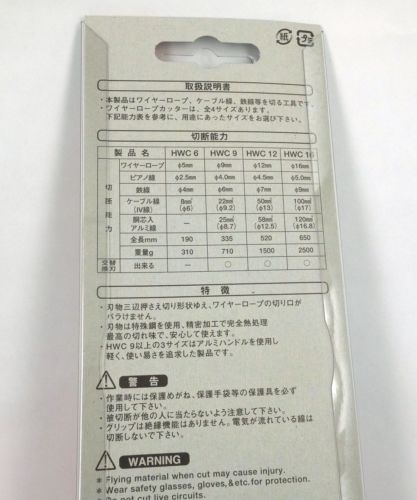 紙
プラ
取扱説明書
・本製品はワイヤーロープ、ケーブル線、鉄線等を切る工具です。
・ワイヤーロープカッターは、全4サイズあります。
下記能力表を参考に、用途にあったサイズをお選び下さい。
切断能力
製品名 HWC 6 HWC 9 HWC 12 HWC 16
切断能力
ワイヤーロープ φ5mm φ9mm φ12mm φ16mm
ピアノ線 φ2.5mm φ4.0mm φ4.5mm φ5.0mm
鉄線 φ4mm φ6mm φ7mm φ9mm
ケーブル線 8㎟ 22㎟ 50㎟ 100㎟
(IV線) (φ6) (φ9.2) (φ13) (φ17)
銅芯入 － 25㎟ 58㎟ 120㎟
アルミ線 (φ8.7) (φ12.5) (φ16.8)
全長mm 190 335 520 650
重量g 310 710 1500 2500
交替換刃 出来る － ○ ○ ○
特徴
・刃物三辺押さえ切り形状ゆえ、ワイヤーロープの切り口が
バラけません。
・刃物は特殊鋼を使用、精密加工で完全熱処理
最高の切れ味で、安心して使えます。
・HWC 9以上の3サイズはアルミハンドルを使用し
軽く、使い易さを追求した製品です。
警告
・作業時には保護めがね、保護手袋等の保護具を必ず
使用して下さい。
・被切断が他の人に当たらないよう注意して下さい。
・グリップは絶縁機能はありません。電気が流れている線は
切断しないで下さい。
WARNING
* Flying material when cut may cause injury.
* Wear safety glasses, gloves,&etc.for protection.
* Do not cut live circuits.